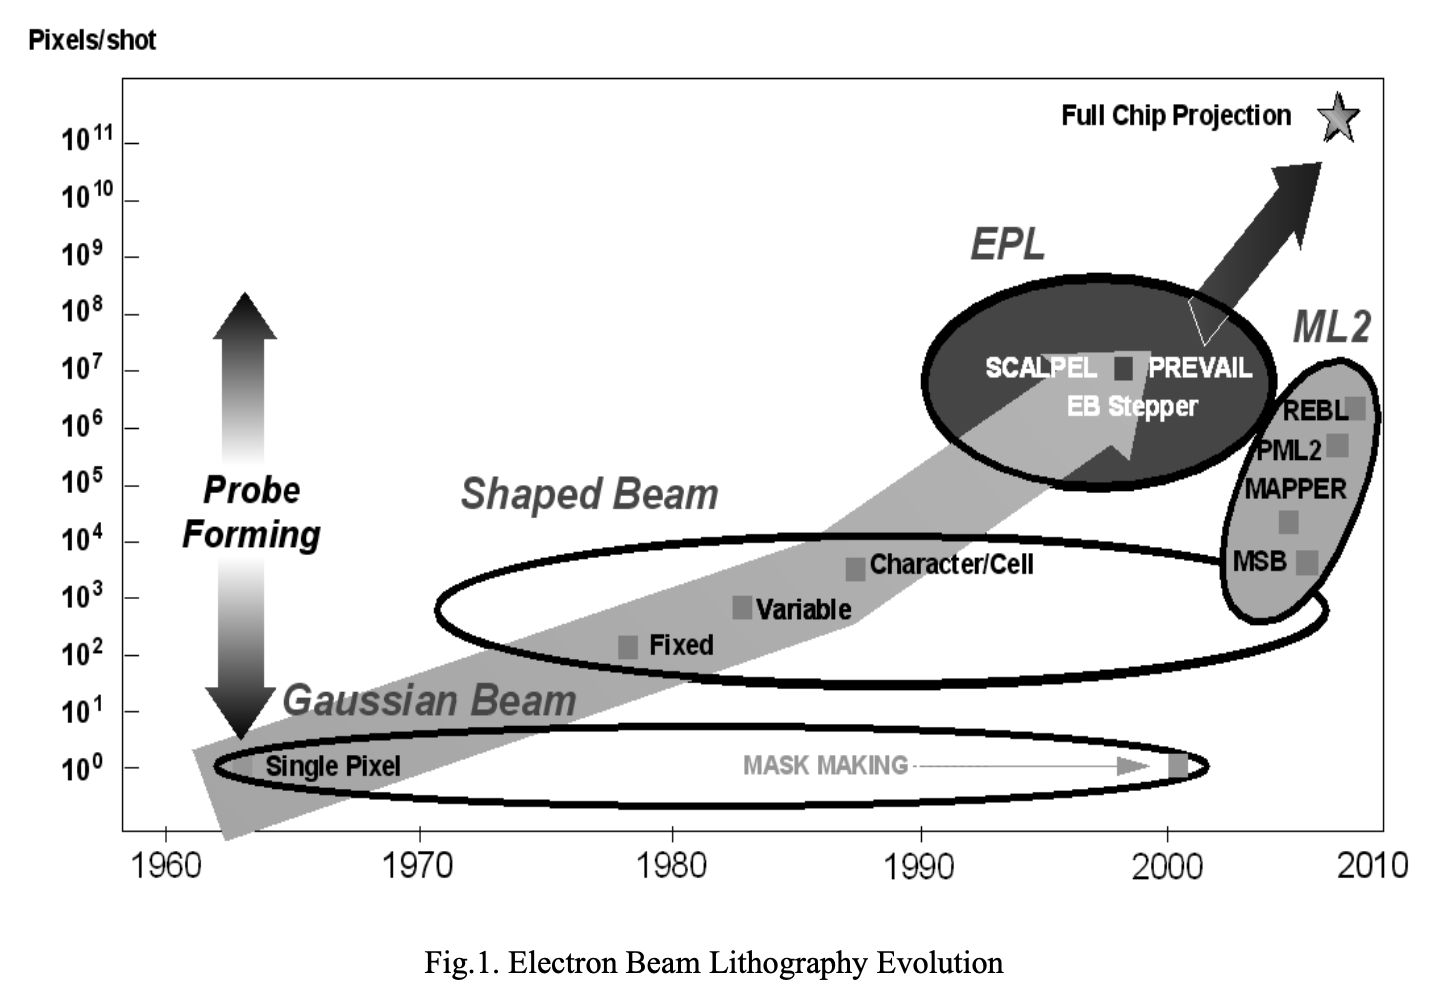 Pixels/shot
Full Chip Projection
10^11
10^10
EPL
10^9
10^8
ML2
10^7
SCALPEL PREVAIL
EB Stepper
REBL
10^6
PML2
Probe
Forming
Shaped Beam
10^5
MAPPER
10^4
Character/Cell
MSB
10^3
Variable
10^2
Fixed
Gaussian Beam
10^1
10^0
Single Pixel
MASK MAKING
1960 1970 1980 1990 2000 2010
Fig.1. Electron Beam Lithography Evolution